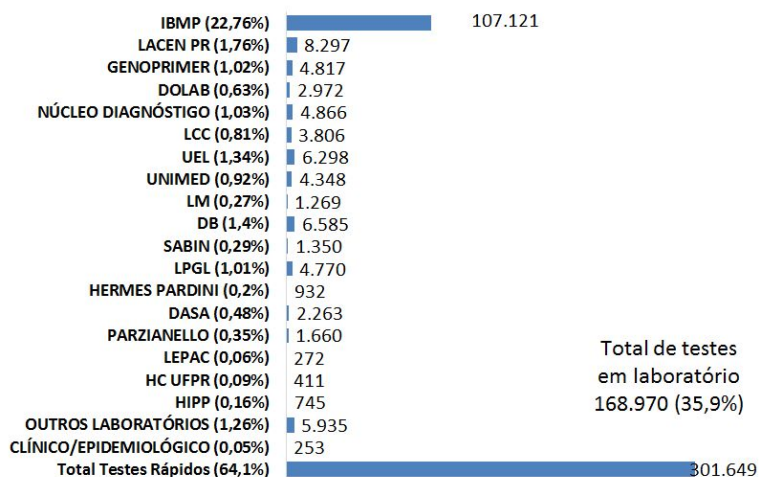 IBMP (22,76%) 107.121
LACEN PR (1,76%) 8.297
GENOPRIMER (1,02%) 4.817
DOLAB (0,63%) 2.972
NÚCLEO DIAGNÓSTIGO (1,03%) 4.866
LCC (0,81%) 3.806
UEL (1,34%) 6.298
UNIMED (0,92%) 4.348
LM (0,27%) 1.269
DB (1,4%) 6.585
SABIN (0,29%) 1.350
LPGL (1,01%) 4.770
HERMES PARDINI (0,2%) 932
DASA (0,48%) 2.263
PARZIANELLO (0,35%) 1.660
LEPAC (0,06%) 272
HC UFPR (0,09%) 411
HIPP (0,16%) 745
OUTROS LABORATÓRIOS (1,26%) 5.935
CLÍNICO/EPIDEMIOLÓGICO (0,05%) 253
Total Testes Rápidos (64,1%) 301.649
Total de testes
em laboratório
168.970 (35,9%)